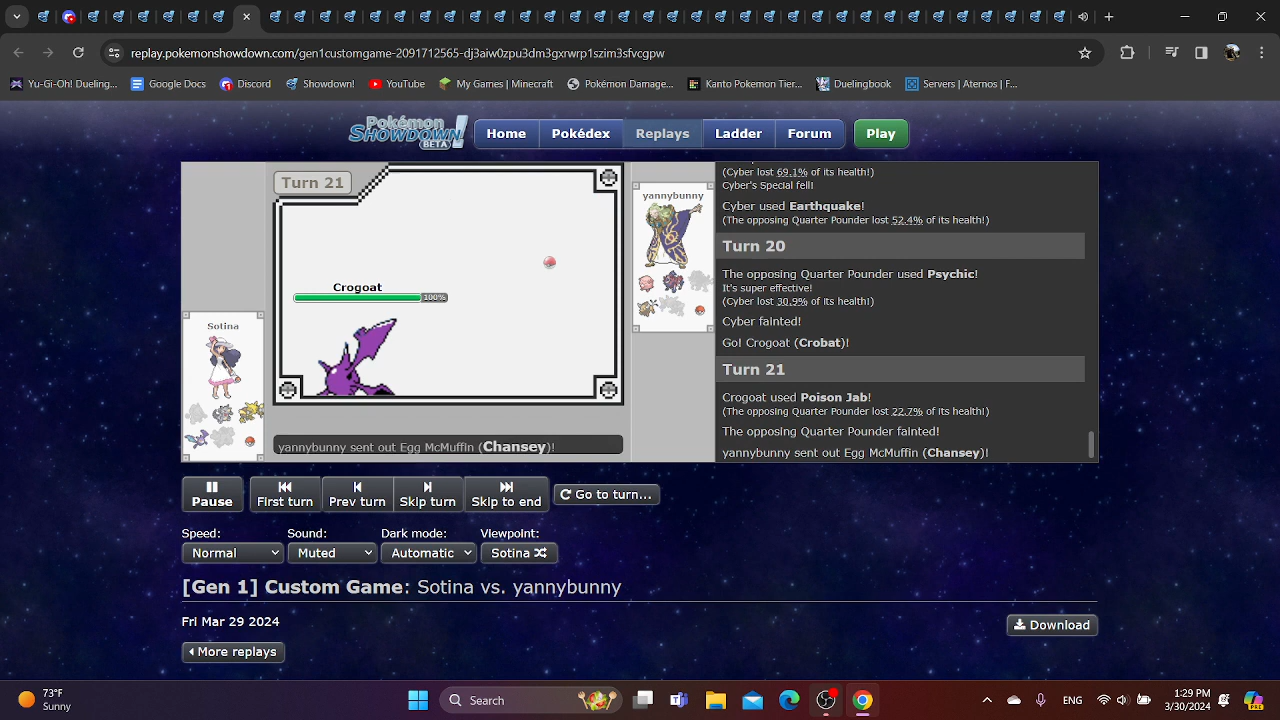 replay.pokemonshowdown.com/gen1customgame-2091712565-dj3aiw0zpu3dm3gxrwrp1szim3sfvcgpw
Yu-Gi-Oh! Dueling...
Google Docs
Discord
Showdown!
YouTube
My Games | Minecraft
Pokémon Damage...
Kanto Pokemon Tier...
Duelingbook
Servers | Aternos | F...
Pokémon
SHOWDOWN!
BETA
Home
Pokédex
Replays
Ladder
Forum
Play
Turn 21
Crogoat
100%
Sotina
yannybunny sent out Egg McMuffin (Chansey)!
yannybunny
(Cyber lost 69.1% of its health!)
Cyber's Special fell!
Cyber used Earthquake!
(The opposing Quarter Pounder lost 52.4% of its health!)
Turn 20
The opposing Quarter Pounder used Psychic!
It's super effective!
(Cyber lost 30.9% of its health!)
Cyber fainted!
Go! Crogoat (Crobat)!
Turn 21
Crogoat used Poison Jab!
(The opposing Quarter Pounder lost 22.7% of its health!)
The opposing Quarter Pounder fainted!
yannybunny sent out Egg McMuffin (Chansey)!
Pause
First turn
Prev turn
Skip turn
Skip to end
Go to turn...
Speed:
Sound:
Dark mode:
Viewpoint:
Normal
Muted
Automatic
Sotina
[Gen 1] Custom Game: Sotina vs. yannybunny
Fri Mar 29 2024
Download
More replays
73°F
Sunny
Search
ENG
1:29 PM
3/30/2024
PRE